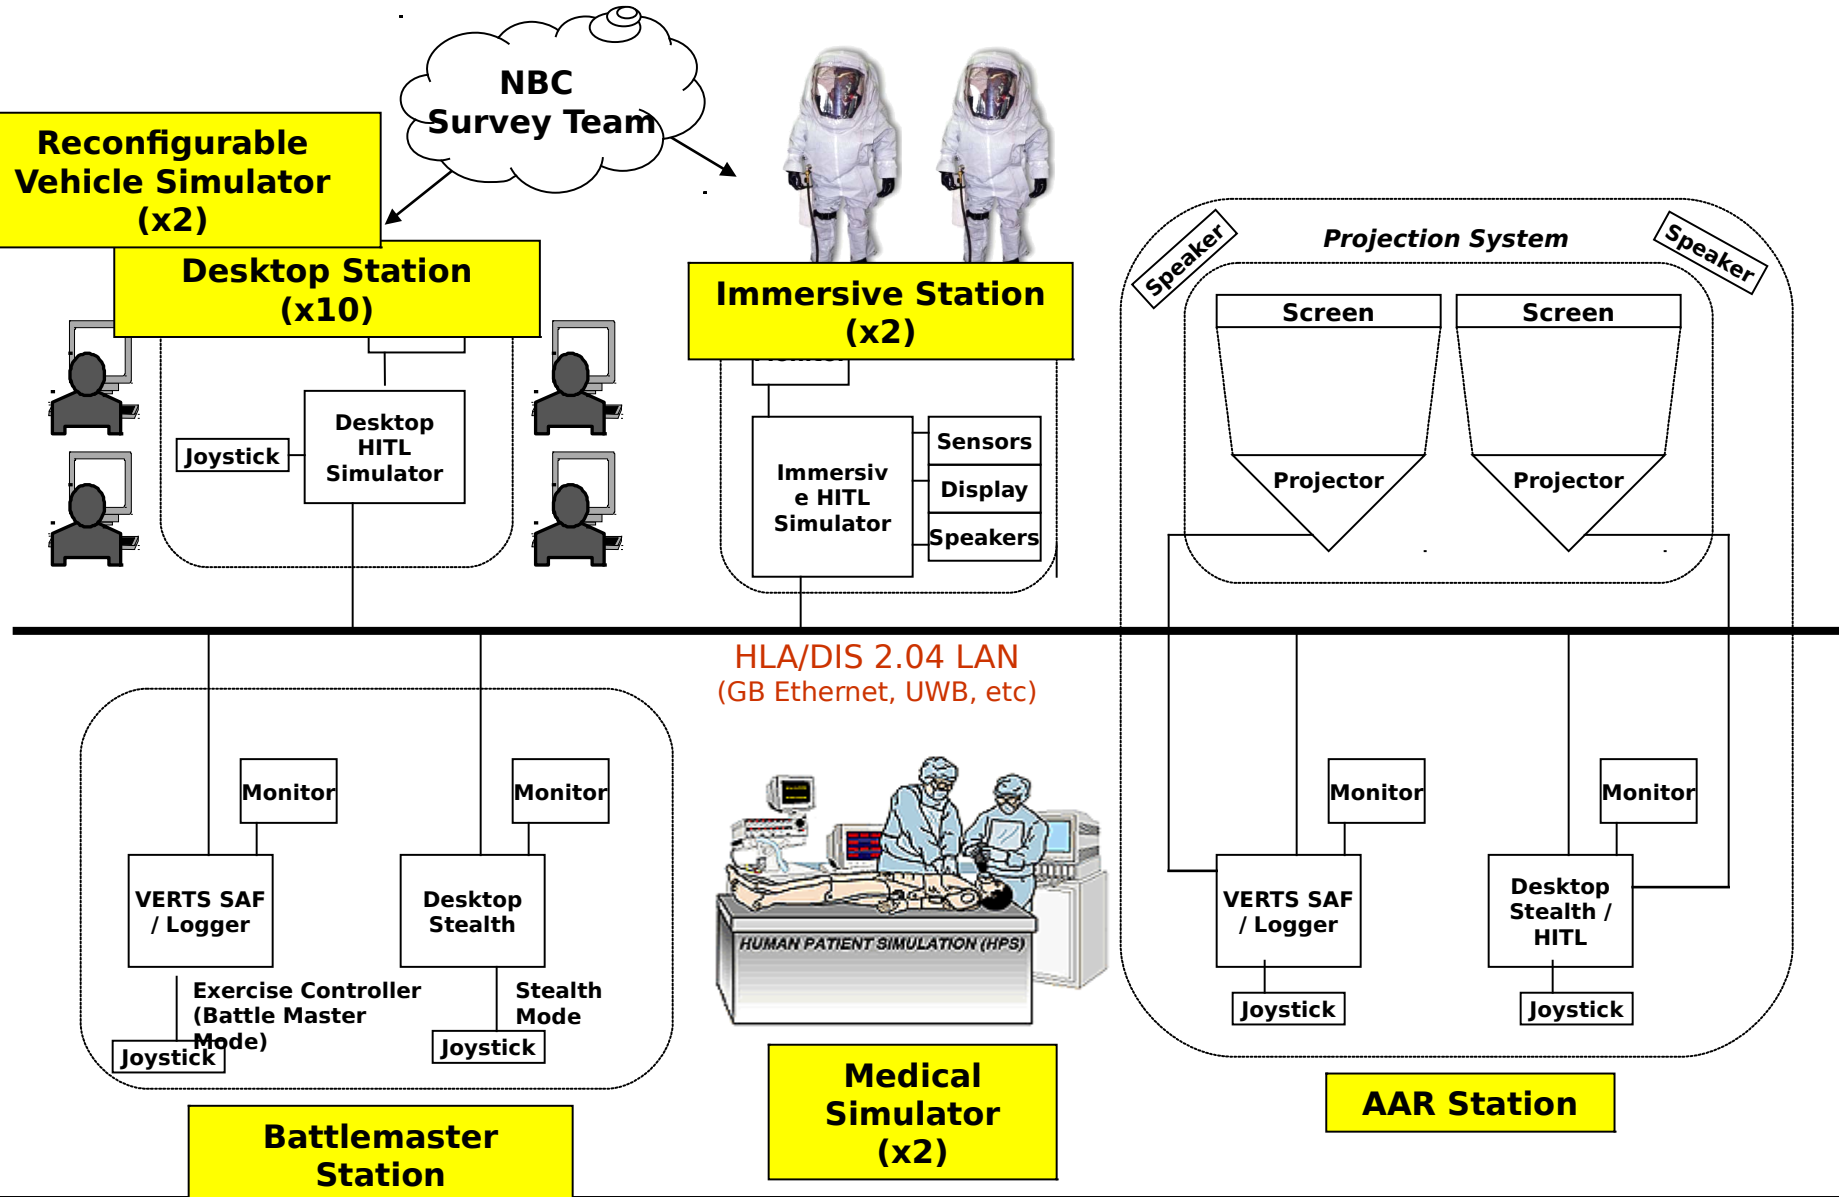 NBC
Survey Team
Reconfigurable
Vehicle Simulator
(x2)
Desktop Station
(x10)
Immersive Station
(x2)
Projection System
Speaker
Speaker
Screen
Screen
Projector
Projector
Desktop
HITL
Simulator
Joystick
Immersiv
e HITL
Simulator
Sensors
Display
Speakers
HLA/DIS 2.04 LAN
(GB Ethernet, UWB, etc)
Monitor
Monitor
VERTS SAF
/ Logger
Desktop
Stealth
Exercise Controller
(Battle Master
Mode)
Joystick
Stealth
Mode
Joystick
Battlemaster
Station
HUMAN PATIENT SIMULATION (HPS)
Medical
Simulator
(x2)
Monitor
Monitor
VERTS SAF
/ Logger
Desktop
Stealth /
HITL
Joystick
Joystick
AAR Station